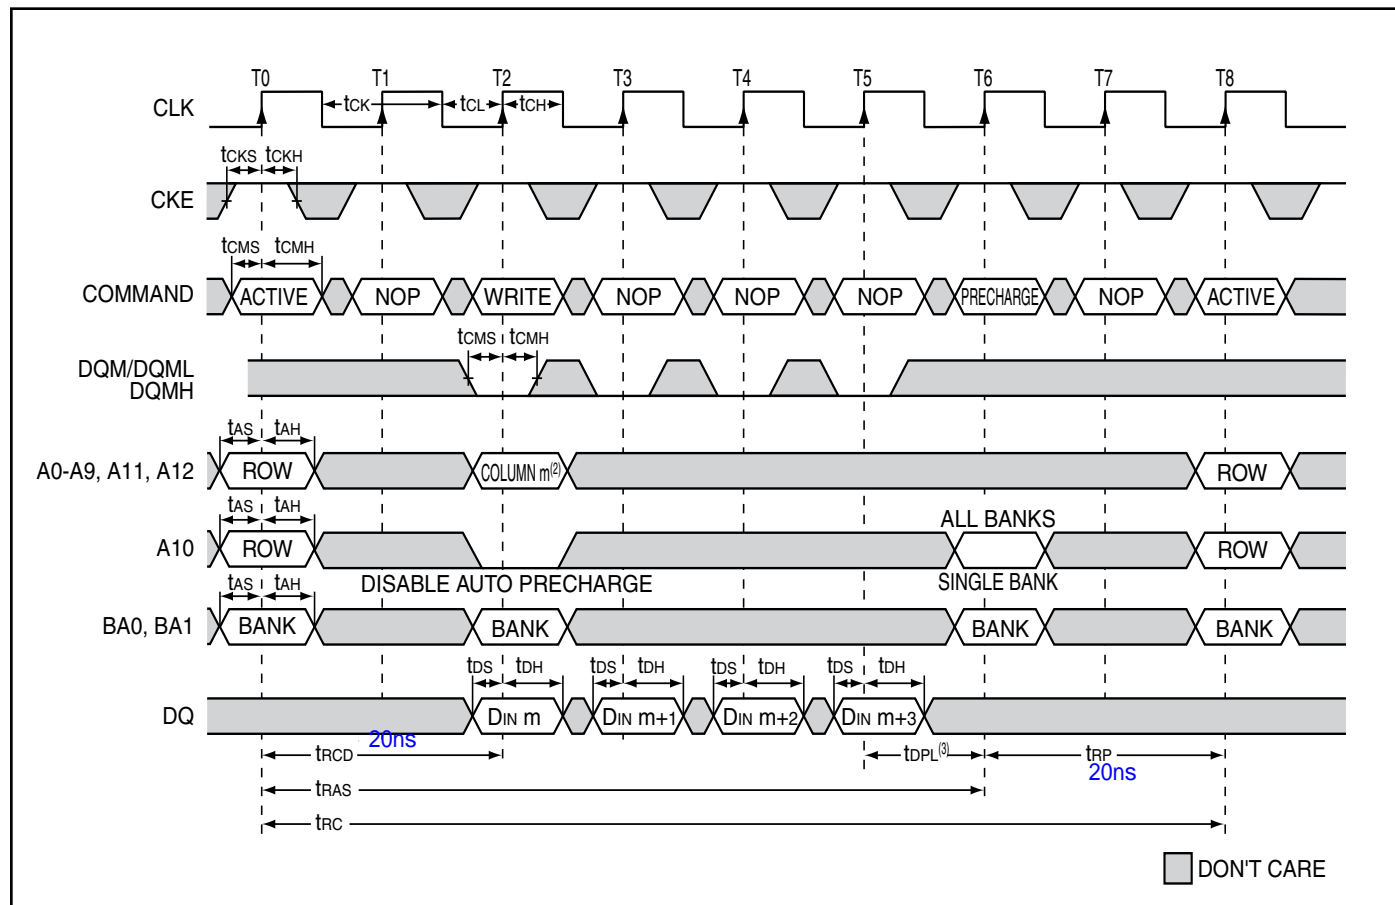 T0 T1 T2 T3 T4 T5 T6 T7 T8
CLK tCK tCL tCH
tCKS tCKH
CKE
tCMS tCMH
COMMAND ACTIVE NOP WRITE NOP NOP NOP PRECHARGE NOP ACTIVE
tCMS tCMH
DQM/DQML
DQMH
tAS tAH
A0-A9, A11, A12 ROW COLUMN m(2) ROW
tAS tAH ALL BANKS
A10 ROW ROW
DISABLE AUTO PRECHARGE SINGLE BANK
tAS tAH
BA0, BA1 BANK BANK BANK BANK
tDS tDH tDS tDH tDS tDH tDS tDH
DQ DIN m DIN m+1 DIN m+2 DIN m+3
20ns
tRCD tDPL(3) tRP
20ns
tRAS
tRC
DON'T CARE